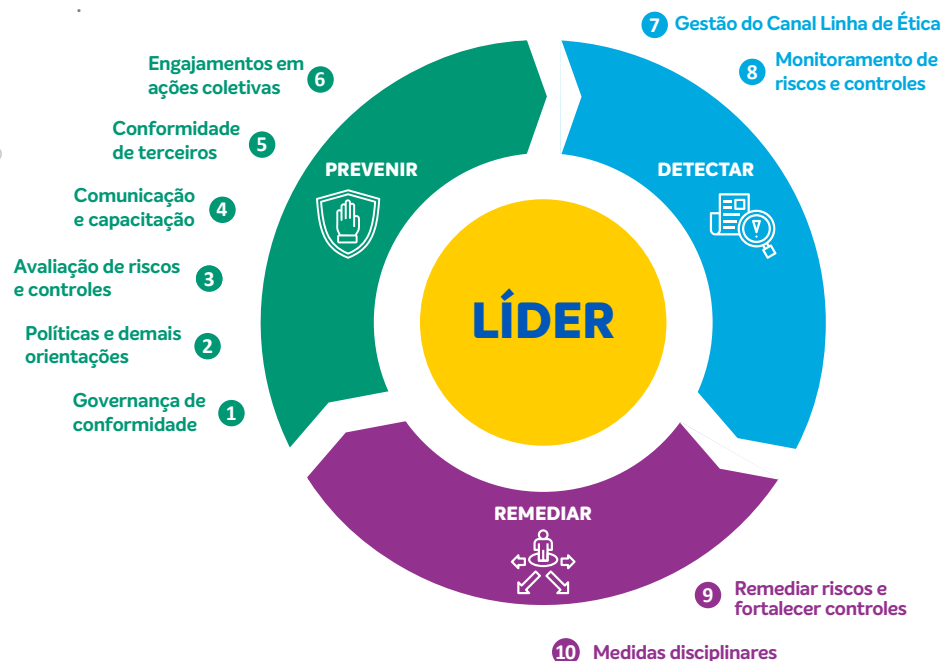 7 Gestão do Canal Linha de Ética
8 Monitoramento de
riscos e controles
6 Engajamentos em
ações coletivas
5 Conformidade
de terceiros
4 Comunicação
e capacitação
3 Avaliação de riscos
e controles
2 Políticas e demais
orientações
1 Governança de
conformidade
PREVENIR
DETECTAR
LÍDER
REMEDIAR
9 Remediar riscos e
fortalecer controles
10 Medidas disciplinares